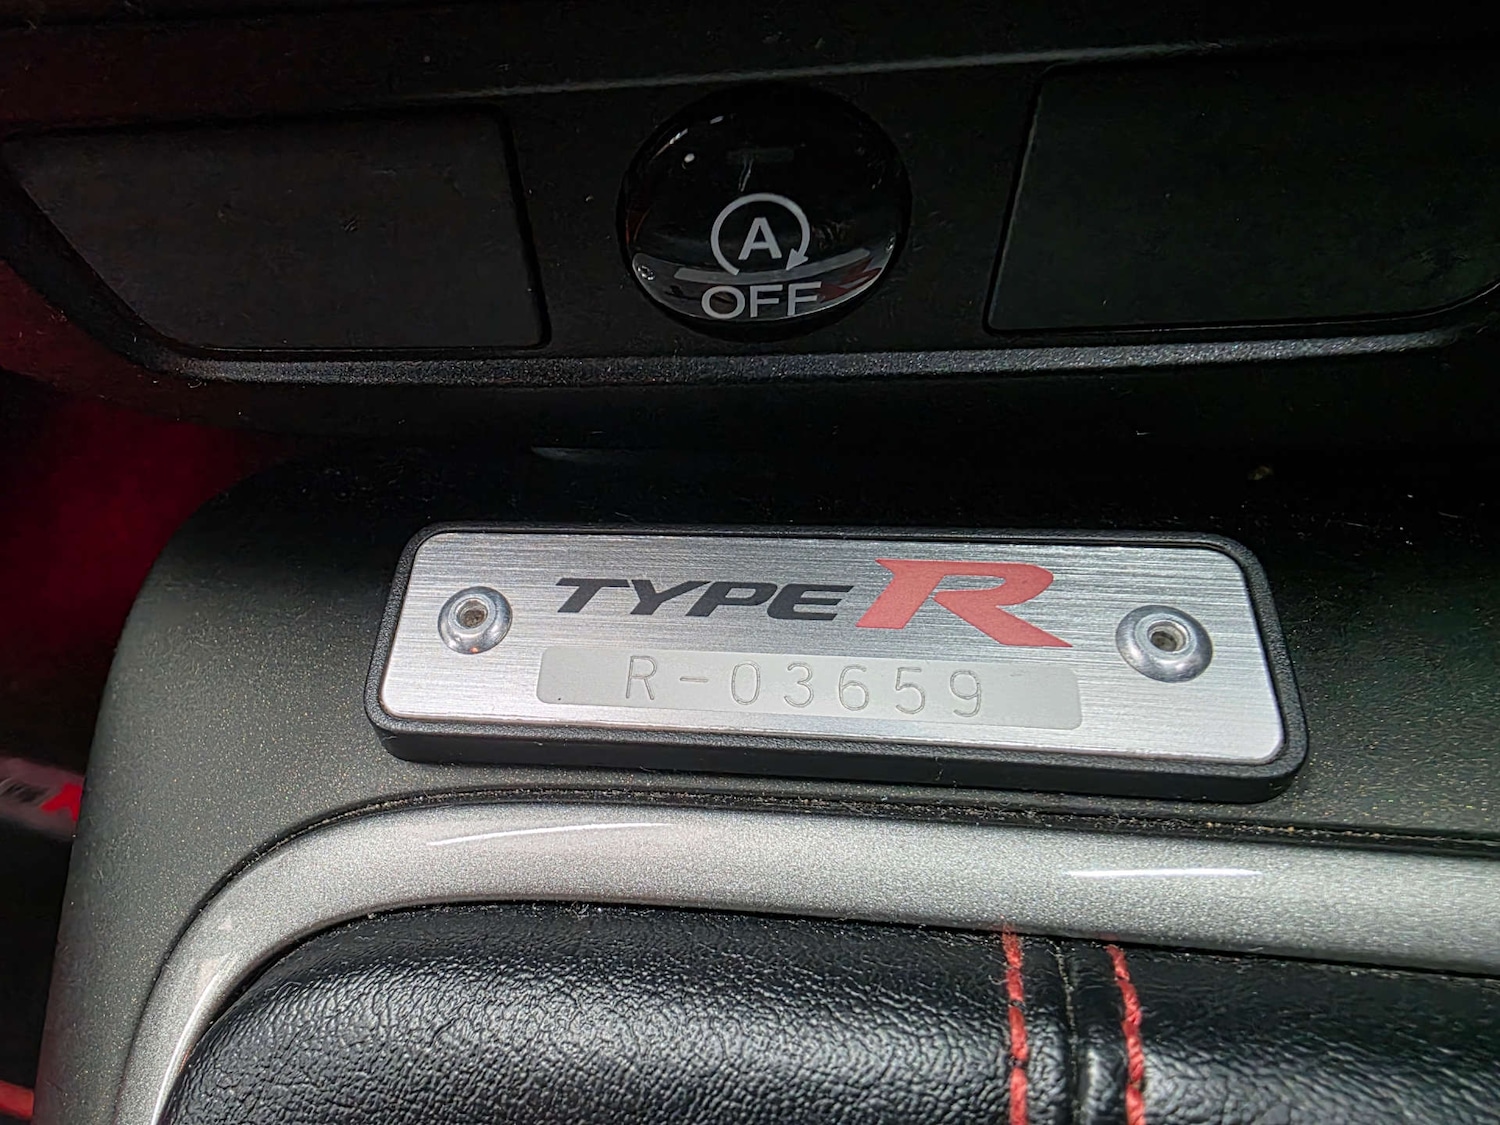 A
OFF
TYPE R
R-03659